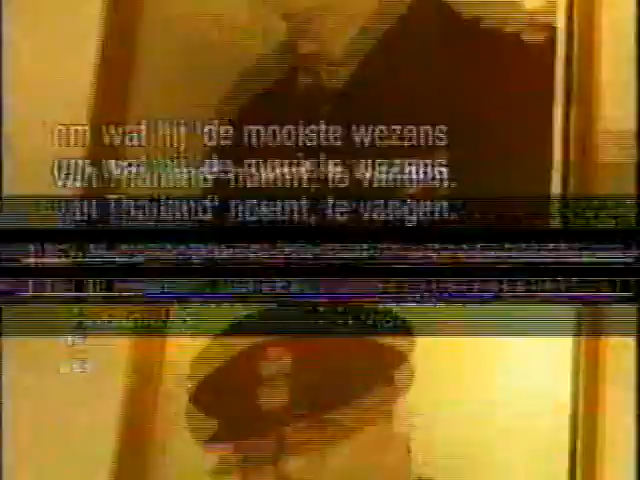 om wat hij 'de mooiste wezens
van Thailand' noemt, te vangen.